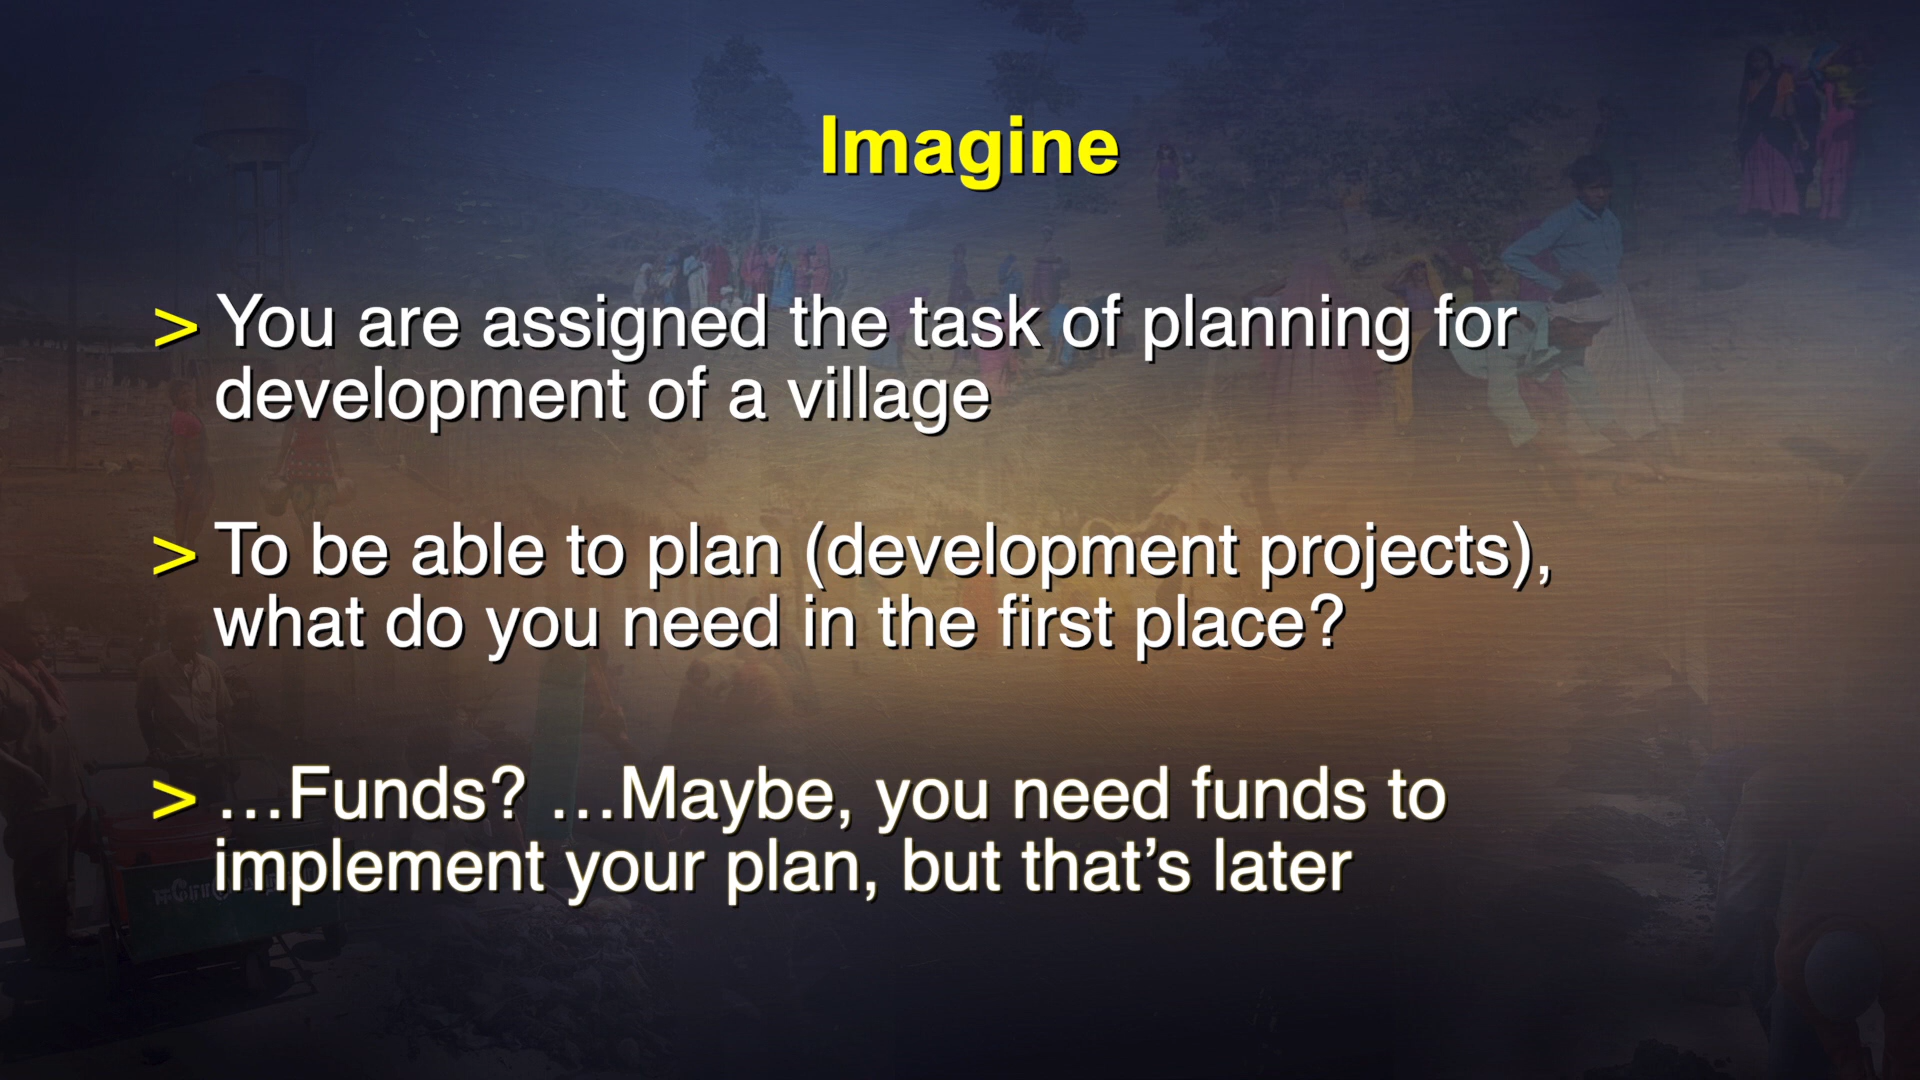 Imagine
> You are assigned the task of planning for
development of a village
> To be able to plan (development projects),
what do you need in the first place?
> …Funds? …Maybe, you need funds to
implement your plan, but that’s later